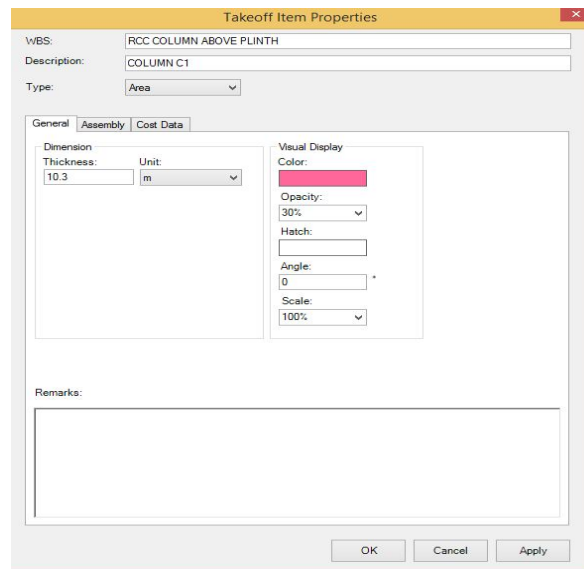 Takeoff Item Properties
WBS: RCC COLUMN ABOVE PLINTH
Description: COLUMN C1
Type: Area
General Assembly Cost Data
Dimension
Thickness: Unit:
10.3 m
Visual Display
Color:
Opacity:
30%
Hatch:
Angle:
0 °
Scale:
100%
Remarks:
OK Cancel Apply